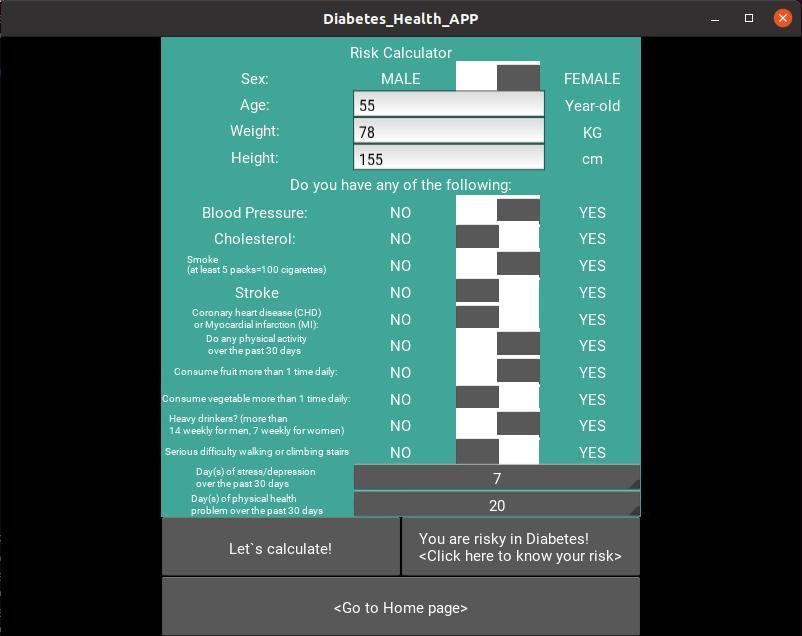 Diabetes_Health_APP
Risk Calculator
Sex: MALE FEMALE
Age: 55 Year-old
Weight: 78 KG
Height: 155 cm
Do you have any of the following:
Blood Pressure: NO YES
Cholesterol: NO YES
Smoke
(at least 5 packs=100 cigarettes) NO YES
Stroke NO YES
Coronary heart disease (CHD)
or Myocardial infarction (MI): NO YES
Do any physical activity
over the past 30 days NO YES
Consume fruit more than 1 time daily: NO YES
Consume vegetable more than 1 time daily: NO YES
Heavy drinkers? (more than
14 weekly for men, 7 weekly for women) NO YES
Serious difficulty walking or climbing stairs NO YES
Day(s) of stress/depression
over the past 30 days 7
Day(s) of physical health
problem over the past 30 days 20
Let`s calculate!
You are risky in Diabetes!
<Click here to know your risk>
<Go to Home page>